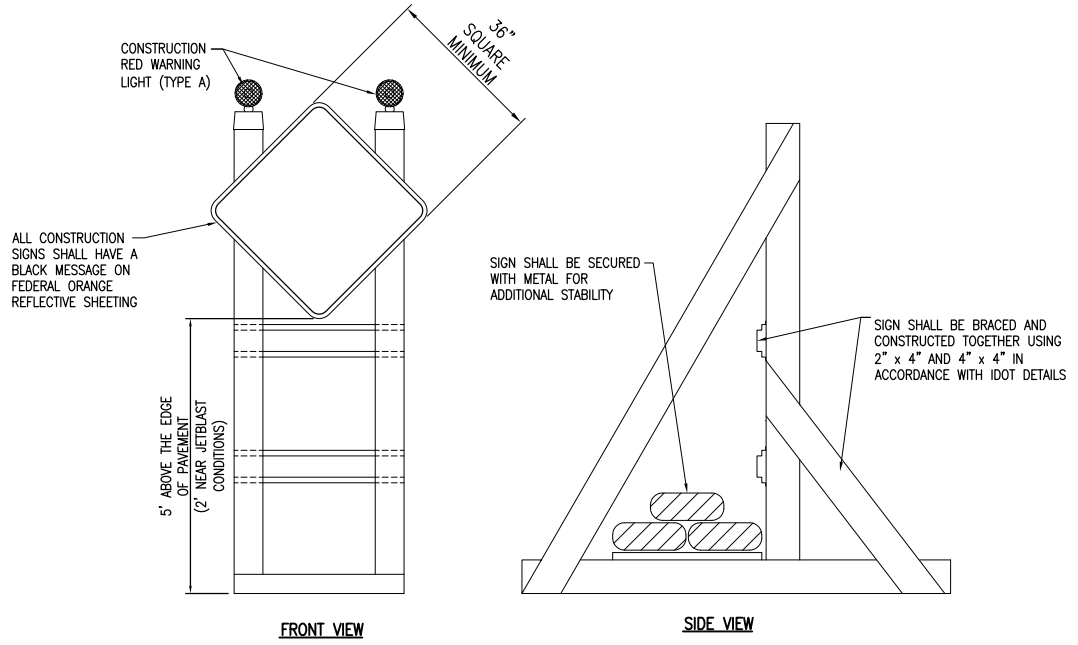 CONSTRUCTION
RED WARNING
LIGHT (TYPE A)
36"
SQUARE
MINIMUM
ALL CONSTRUCTION
SIGNS SHALL HAVE A
BLACK MESSAGE ON
FEDERAL ORANGE
REFLECTIVE SHEETING
5' ABOVE THE EDGE
OF PAVEMENT
(2' NEAR JETBLAST
CONDITIONS)
FRONT VIEW
SIGN SHALL BE SECURED
WITH METAL FOR
ADDITIONAL STABILITY
SIGN SHALL BE BRACED AND
CONSTRUCTED TOGETHER USING
2" x 4" AND 4" x 4" IN
ACCORDANCE WITH IDOT DETAILS
SIDE VIEW